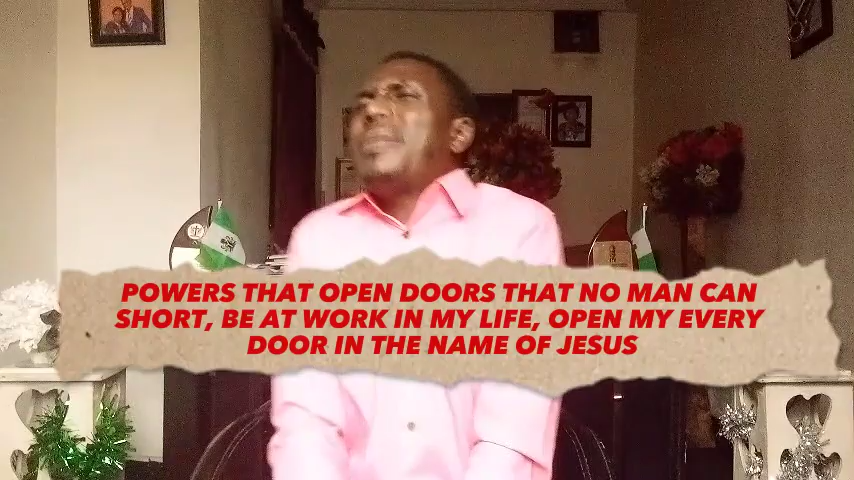 POWERS THAT OPEN DOORS THAT NO MAN CAN
SHORT, BE AT WORK IN MY LIFE, OPEN MY EVERY
DOOR IN THE NAME OF JESUS